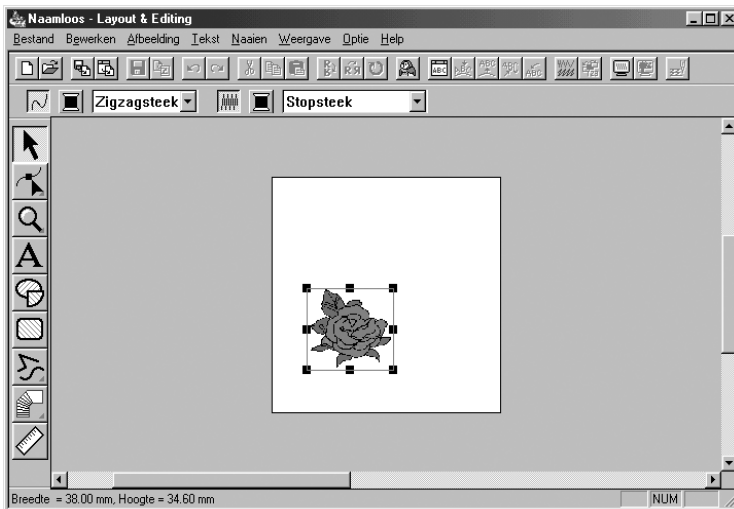 Naamloos - Layout & Editing
Bestand Bewerken Afbeelding Tekst Naaien Weergave Optie Help
Zigzagsteek Stopsteek
A
Breedte = 38.00 mm, Hoogte = 34.60 mm NUM